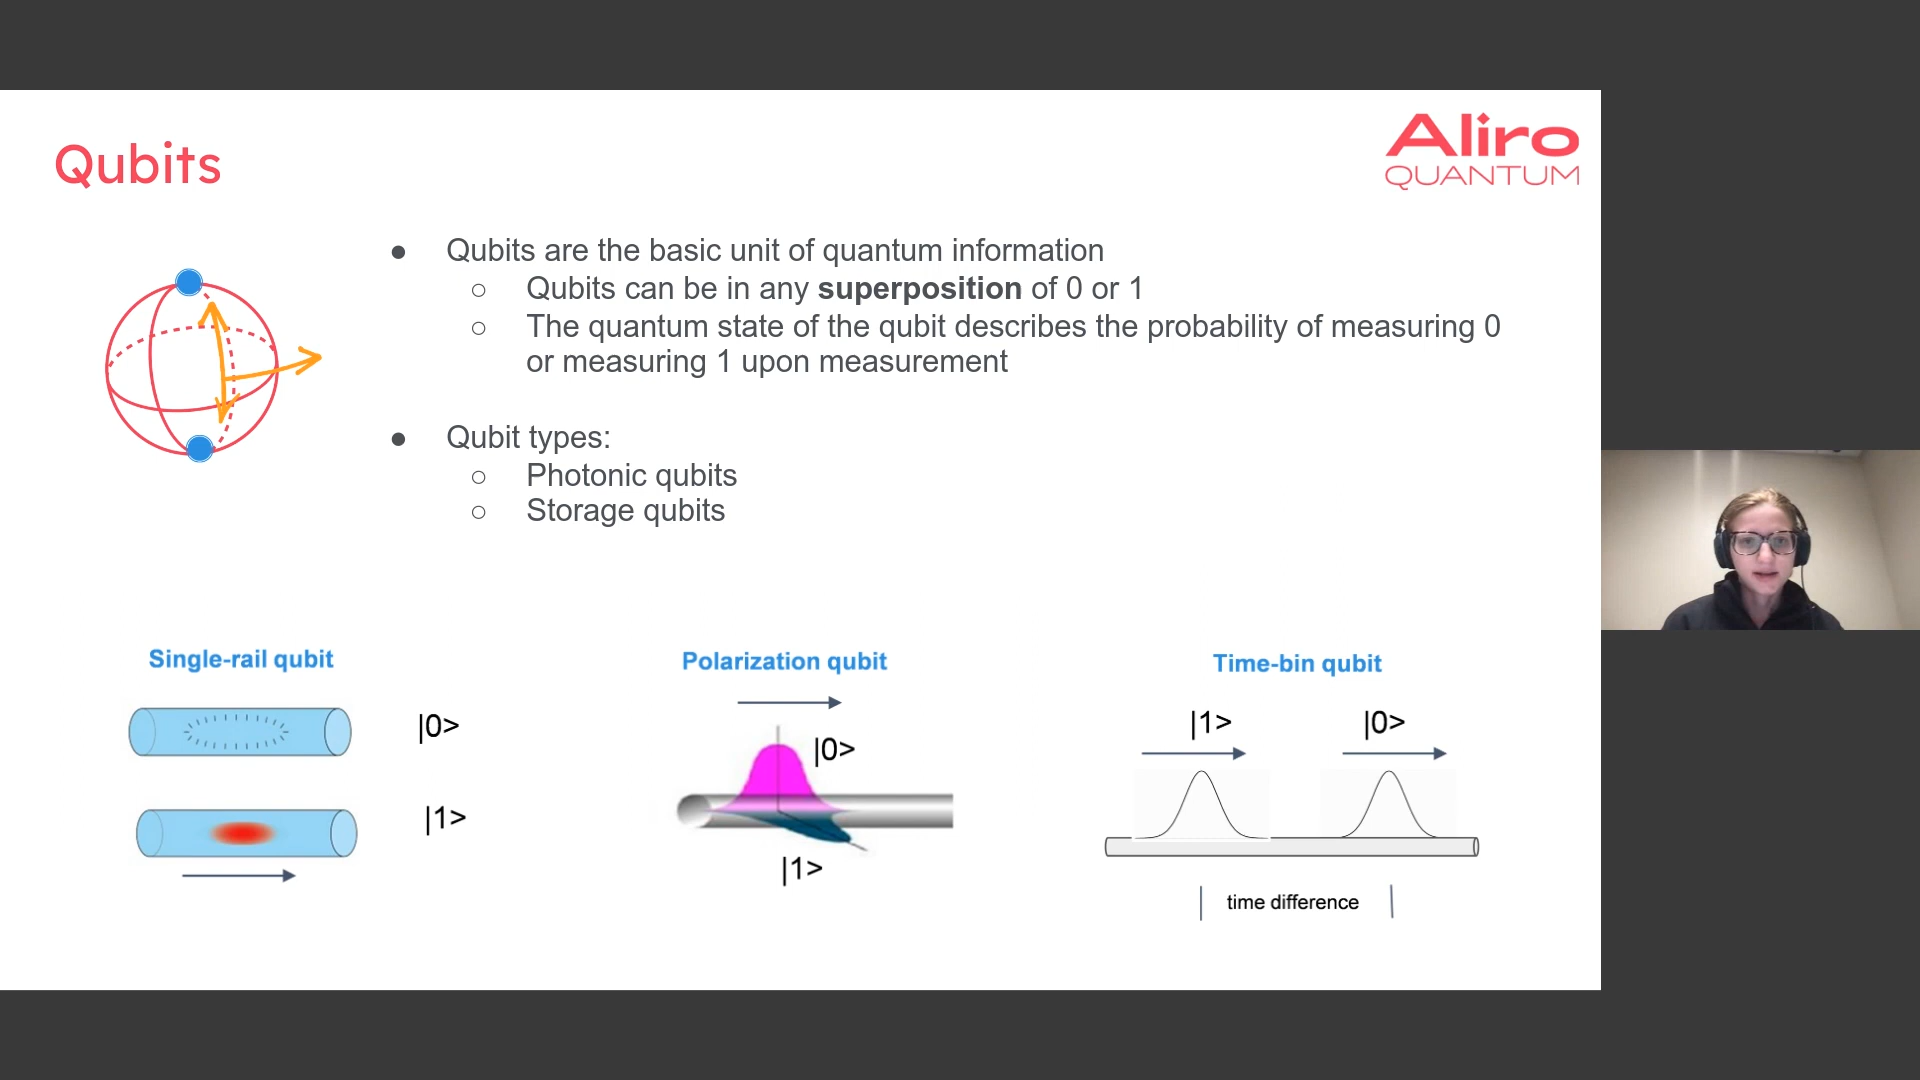 Qubits
Aliro
QUANTUM
● Qubits are the basic unit of quantum information
○ Qubits can be in any superposition of 0 or 1
○ The quantum state of the qubit describes the probability of measuring 0
or measuring 1 upon measurement
● Qubit types:
○ Photonic qubits
○ Storage qubits
Single-rail qubit
|0>
|1>
Polarization qubit
|0>
|1>
Time-bin qubit
|1> |0>
time difference